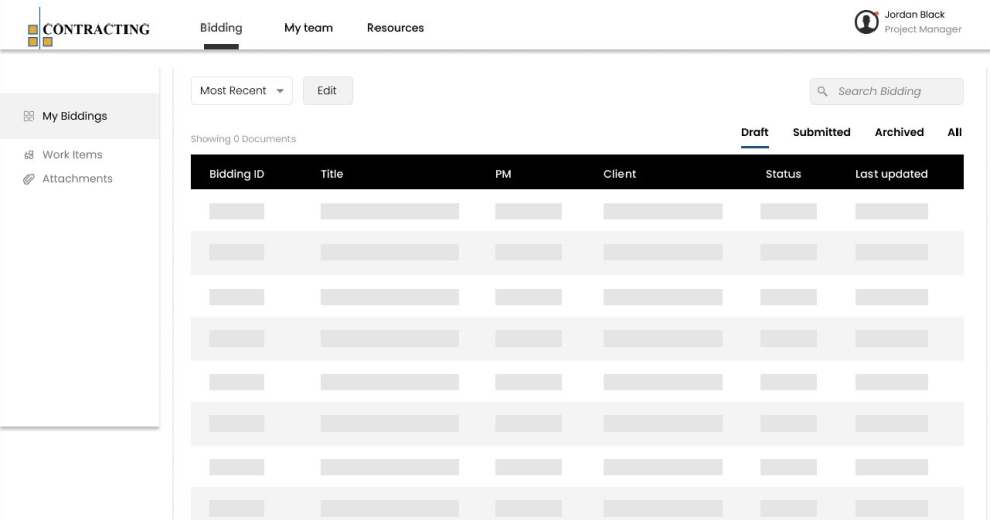 CONTRACTING
Bidding My team Resources
Jordan Black
Project Manager
My Biddings
Work Items
Attachments
Most Recent Edit Search Bidding
Showing 0 Documents
Draft Submitted Archived All
Bidding ID Title PM Client Status Last updated